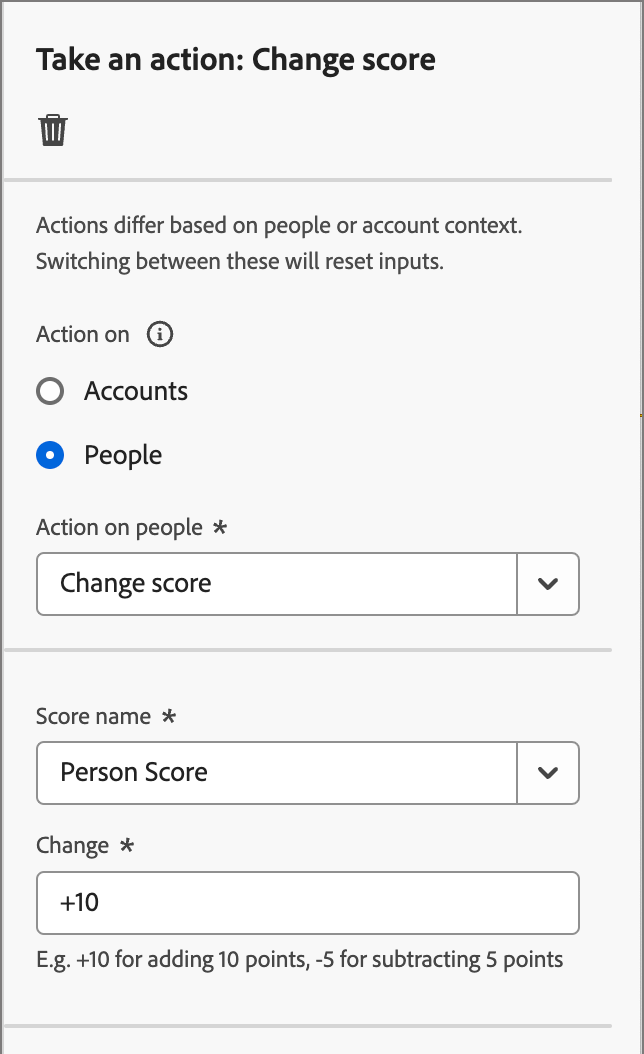 Take an action: Change score
Actions differ based on people or account context.
Switching between these will reset inputs.
Action on
Accounts
People
Action on people *
Change score
Score name *
Person Score
Change *
+10
E.g. +10 for adding 10 points, -5 for subtracting 5 points